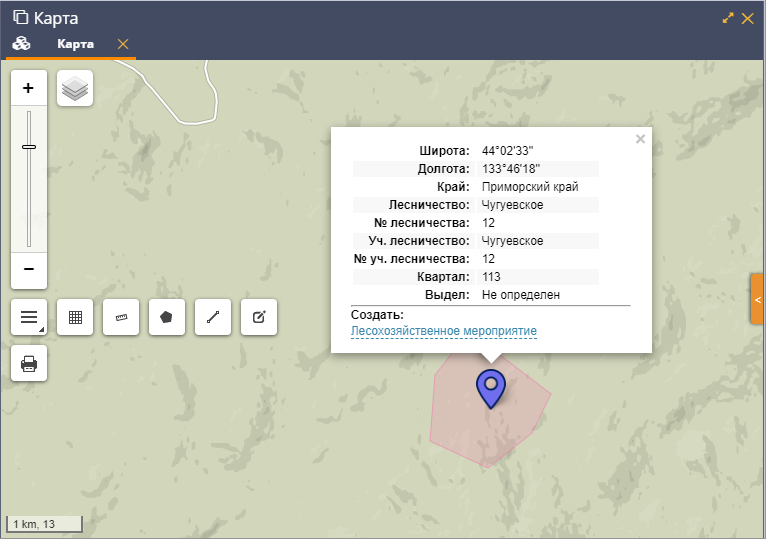 Карта
Карта
+
−
Широта: 44°02'33"
Долгота: 133°46'18"
Край: Приморский край
Лесничество: Чугуевское
№ лесничества: 12
Уч. лесничество: Чугуевское
№ уч. лесничества: 12
Квартал: 113
Выдел: Не определен
Создать:
Лесохозяйственное мероприятие
<
1 km, 13